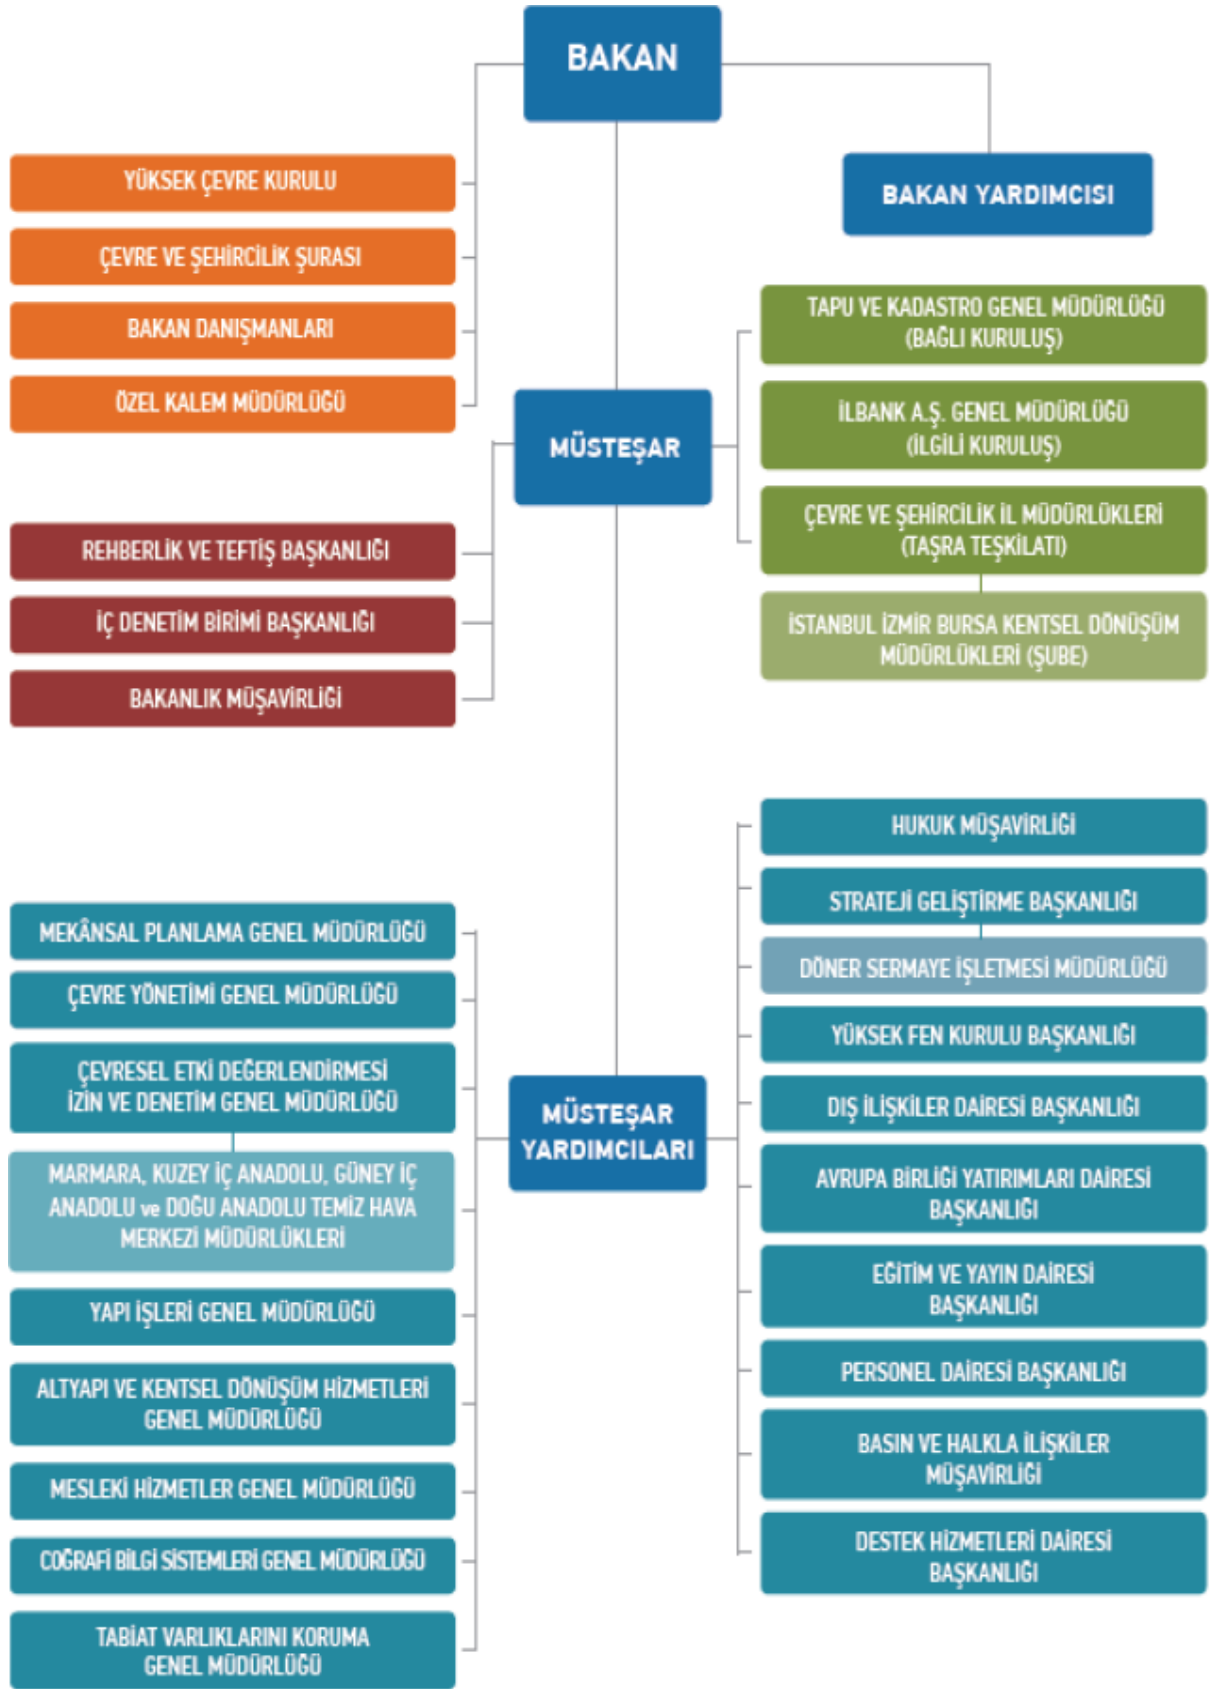 BAKAN
BAKAN YARDIMCISI
YÜKSEK ÇEVRE KURULU
ÇEVRE VE ŞEHİRCİLİK ŞURASI
BAKAN DANIŞMANLARI
ÖZEL KALEM MÜDÜRLÜĞÜ
TAPU VE KADASTRO GENEL MÜDÜRLÜĞÜ
(BAĞLI KURULUŞ)
İLBANK A.Ş. GENEL MÜDÜRLÜĞÜ
(İLGİLİ KURULUŞ)
ÇEVRE VE ŞEHİRCİLİK İL MÜDÜRLÜKLERİ
(TAŞRA TEŞKİLATI)
İSTANBUL İZMİR BURSA KENTSEL DÖNÜŞÜM
MÜDÜRLÜKLERİ (ŞUBE)
MÜSTEŞAR
REHBERLİK VE TEFTİŞ BAŞKANLIĞI
İÇ DENETİM BİRİMİ BAŞKANLIĞI
BAKANLIK MÜŞAVİRLİĞİ
MEKÂNSAL PLANLAMA GENEL MÜDÜRLÜĞÜ
ÇEVRE YÖNETİMİ GENEL MÜDÜRLÜĞÜ
ÇEVRESEL ETKİ DEĞERLENDİRMESİ
İZİN VE DENETİM GENEL MÜDÜRLÜĞÜ
MARMARA, KUZEY İÇ ANADOLU, GÜNEY İÇ
ANADOLU ve DOĞU ANADOLU TEMİZ HAVA
MERKEZİ MÜDÜRLÜKLERİ
YAPI İŞLERİ GENEL MÜDÜRLÜĞÜ
ALTYAPI VE KENTSEL DÖNÜŞÜM HİZMETLERİ
GENEL MÜDÜRLÜĞÜ
MESLEKİ HİZMETLER GENEL MÜDÜRLÜĞÜ
COĞRAFİ BİLGİ SİSTEMLERİ GENEL MÜDÜRLÜĞÜ
TABİAT VARLIKLARINI KORUMA
GENEL MÜDÜRLÜĞÜ
MÜSTEŞAR
YARDIMCILARI
HUKUK MÜŞAVİRLİĞİ
STRATEJİ GELİŞTİRME BAŞKANLIĞI
DÖNER SERMAYE İŞLETMESİ MÜDÜRLÜĞÜ
YÜKSEK FEN KURULU BAŞKANLIĞI
DIŞ İLİŞKİLER DAİRESİ BAŞKANLIĞI
AVRUPA BİRLİĞİ YATIRIMLARI DAİRESİ
BAŞKANLIĞI
EĞİTİM VE YAYIN DAİRESİ
BAŞKANLIĞI
PERSONEL DAİRESİ BAŞKANLIĞI
BASIN VE HALKLA İLİŞKİLER
MÜŞAVİRLİĞİ
DESTEK HİZMETLERİ DAİRESİ
BAŞKANLIĞI